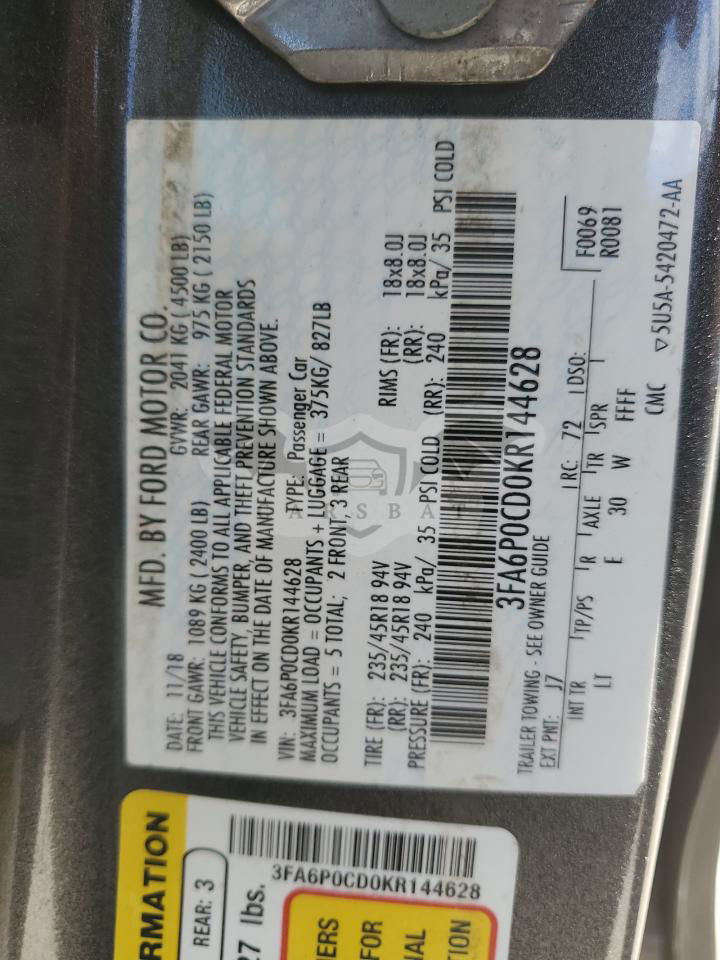 MFD. BY FORD MOTOR CO.
DATE: 11/18 GVWR: 2041 KG ( 4500 LB)
FRONT GAWR: 1089 KG ( 2400 LB) REAR GAWR: 975 KG ( 2150 LB)
THIS VEHICLE CONFORMS TO ALL APPLICABLE FEDERAL MOTOR
VEHICLE SAFETY, BUMPER, AND THEFT PREVENTION STANDARDS
IN EFFECT ON THE DATE OF MANUFACTURE SHOWN ABOVE.
VIN: 3FA6P0CD0KR144628 TYPE: Passenger Car
MAXIMUM LOAD = OCCUPANTS + LUGGAGE = 375KG/ 827LB
OCCUPANTS = 5 TOTAL; 2 FRONT, 3 REAR
TIRE (FR): 235/45R18 94V RIMS (FR): 18x8.0J
(RR): 235/45R18 94V (RR): 18x8.0J
PRESSURE (FR): 240 kPa/ 35 PSI COLD (RR): 240 kPa/ 35 PSI COLD
3FA6P0CD0KR144628
TRAILER TOWING - SEE OWNER GUIDE
EXT PNT: J7 RC: 72 DSO: F0069
R0081
INT TR TP/PS R AXLE TR SPR
LT E 30 W FFFF
CMC ▽5U5A-5420472-AA
ARSBAT
RMATION
REAR: 3
27 lbs.
3FA6P0CD0KR144628
FOR